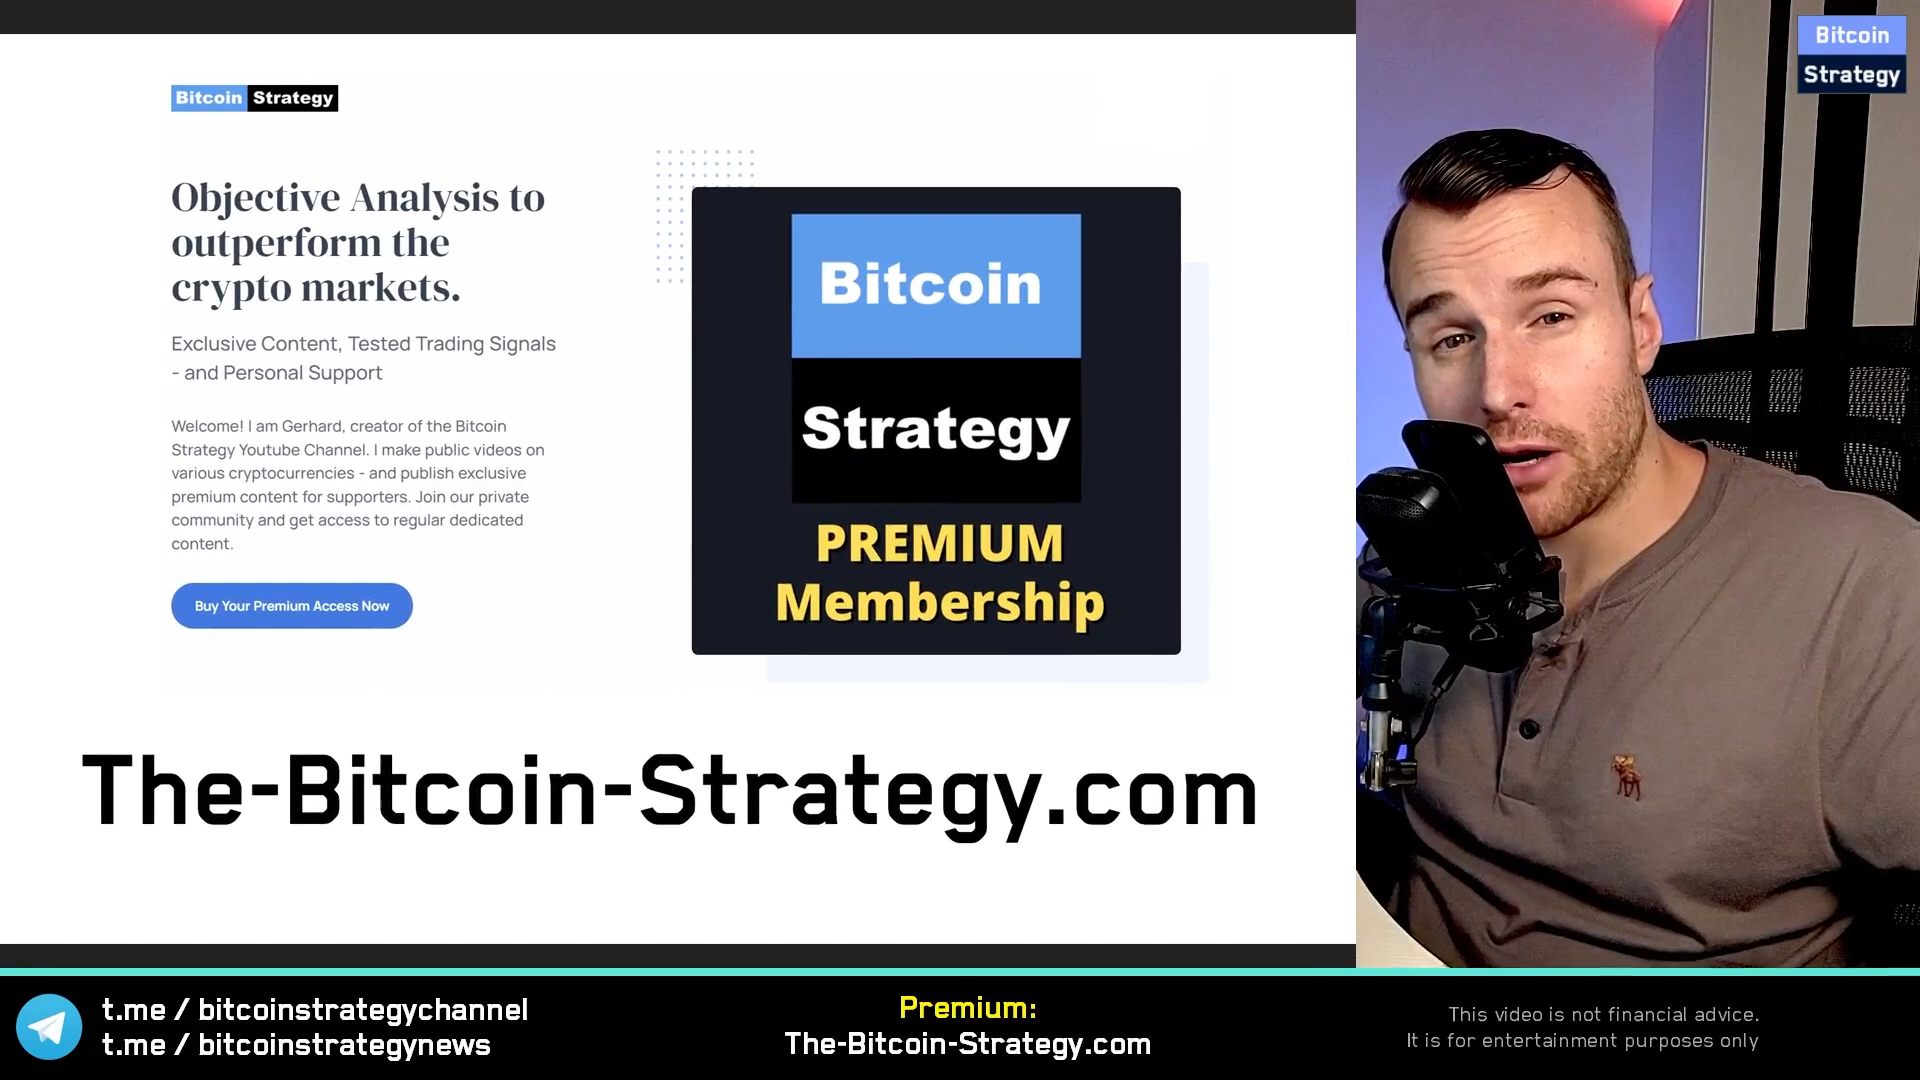 Bitcoin Strategy
Objective Analysis to
outperform the
crypto markets.
Exclusive Content, Tested Trading Signals
- and Personal Support
Welcome! I am Gerhard, creator of the Bitcoin
Strategy Youtube Channel. I make public videos on
various cryptocurrencies - and publish exclusive
premium content for supporters. Join our private
community and get access to regular dedicated
content.
Buy Your Premium Access Now
Bitcoin
Strategy
PREMIUM
Membership
The-Bitcoin-Strategy.com
Bitcoin
Strategy
t.me / bitcoinstrategychannel
t.me / bitcoinstrategynews
Premium:
The-Bitcoin-Strategy.com
This video is not financial advice.
It is for entertainment purposes only